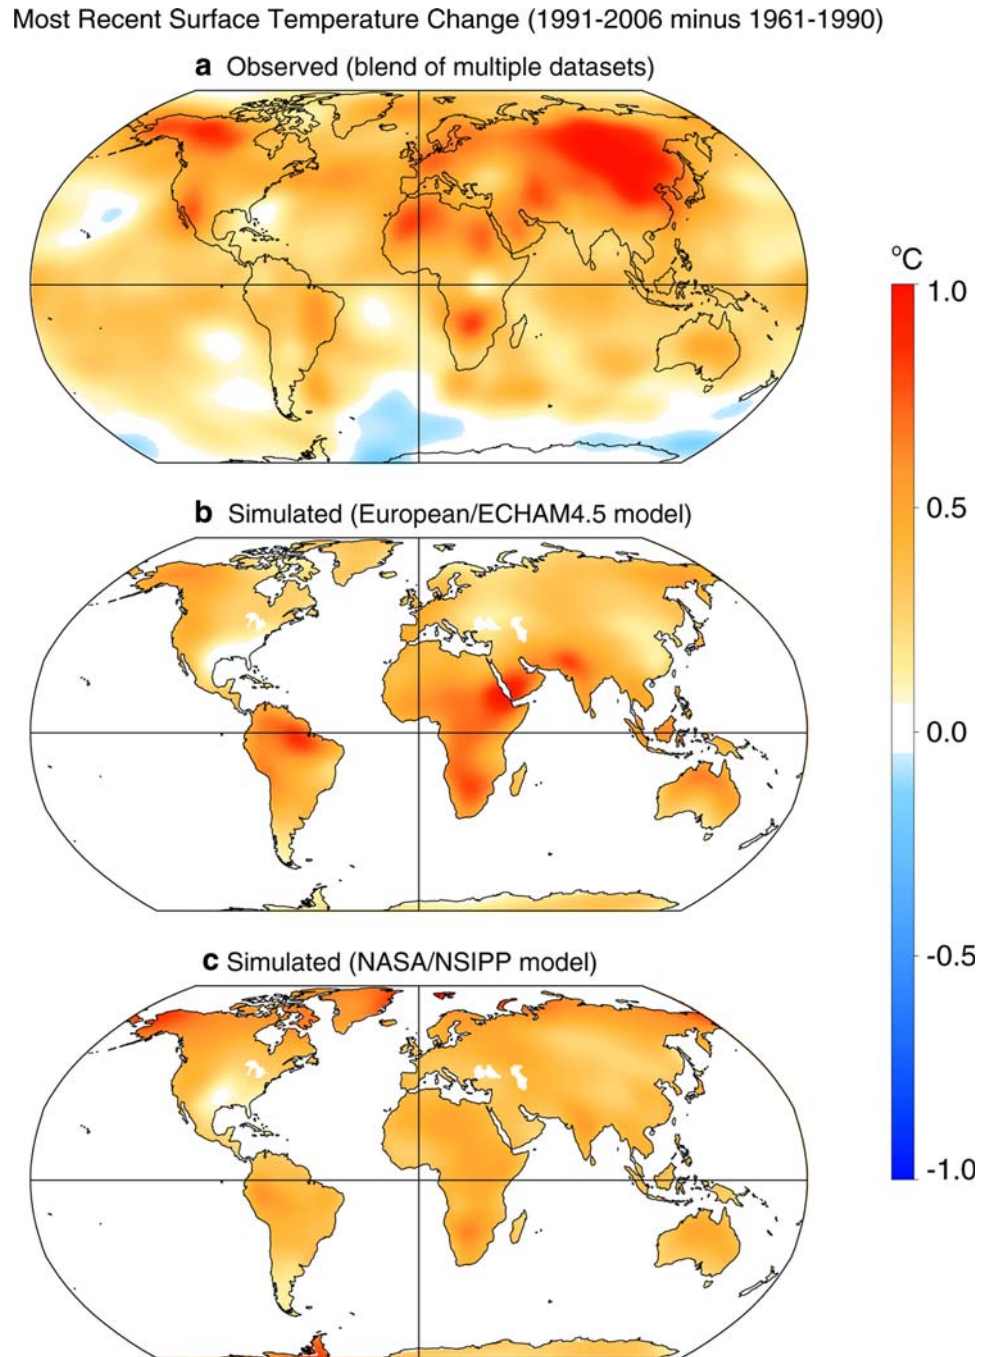 Most Recent Surface Temperature Change (1991-2006 minus 1961-1990)
a Observed (blend of multiple datasets)
°C
1.0
0.5
0.0
-0.5
-1.0
b Simulated (European/ECHAM4.5 model)
c Simulated (NASA/NSIPP model)